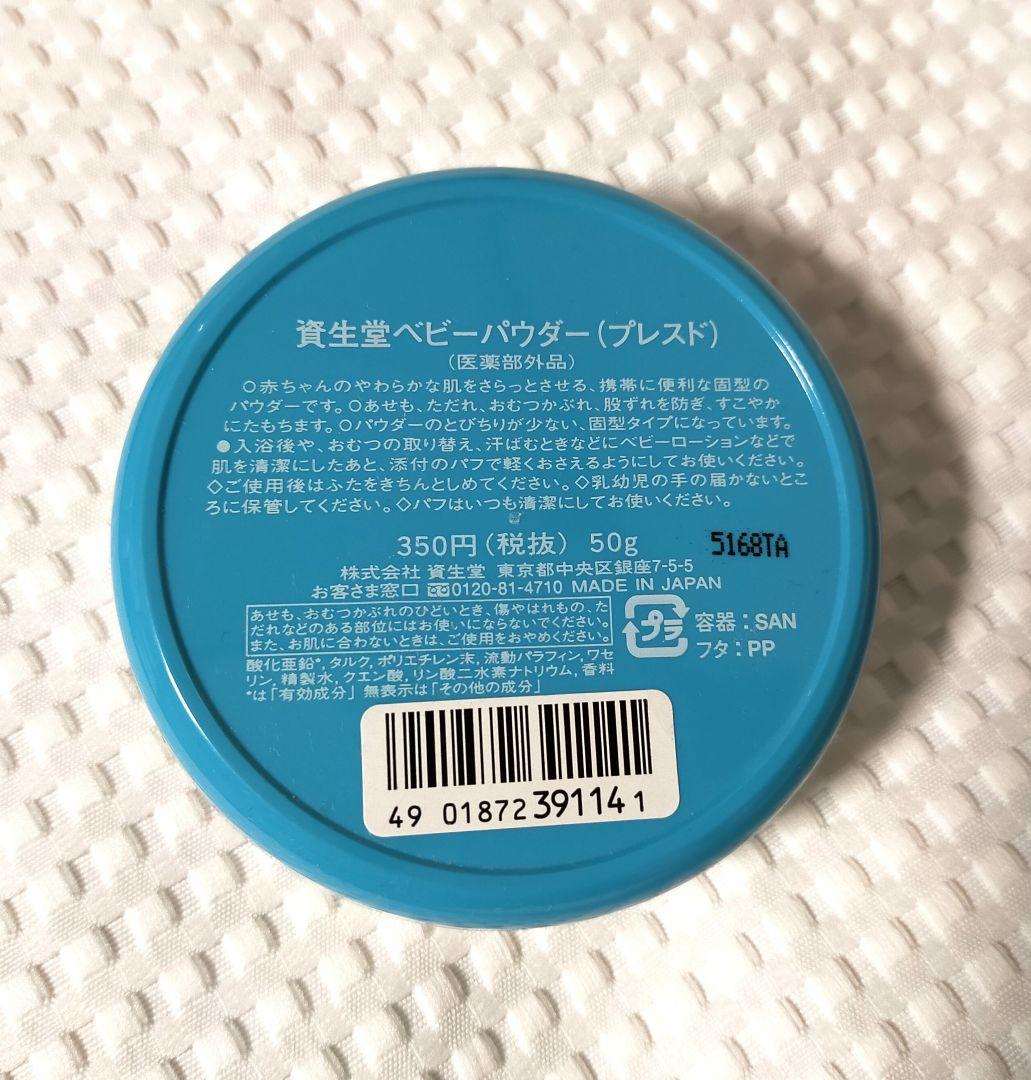 資生堂ベビーパウダー(プレスド)
(医薬部外品)
○赤ちゃんのやわらかな肌をさらっとさせる、携帯に便利な固型の
パウダーです。○あせも、ただれ、おむつかぶれ、股ずれを防ぎ、すこやか
にたもちます。○パウダーのとびちりが少ない、固型タイプになっています。
●入浴後や、おむつの取り替え、汗ばむときなどにベビーローションなどで
肌を清潔にしたあと、添付のパフで軽くおさえるようにしてお使いください。
◇ご使用後はふたをきちんとしめてください。◇乳幼児の手の届かないとこ
ろに保管してください。◇パフはいつも清潔にしてお使いください。
350円(税抜) 50g 5168TA
株式会社 資生堂 東京都中央区銀座7-5-5
お客さま窓口 0120-81-4710 MADE IN JAPAN
あせも、おむつかぶれのひどいとき、傷やはれもの、た
だれなどのある部位にはお使いにならないでください。
また、お肌に合わないときは、ご使用をおやめください。
プラ 容器:SAN
フタ:PP
酸化亜鉛*, タルク, ポリエチレン末, 流動パラフィン, ワセ
リン, 精製水, クエン酸, リン酸二水素ナトリウム, 香料
*は「有効成分」 無表示は「その他の成分」
49 01872 39114 1